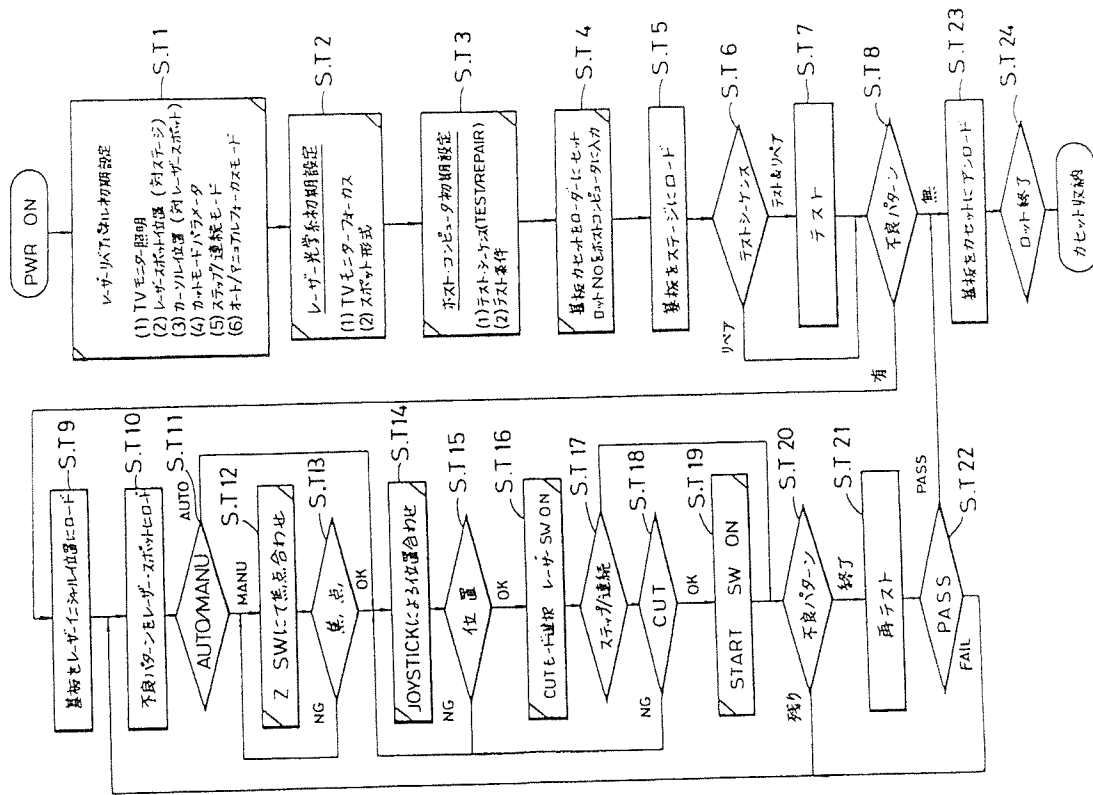 PWR ON
レーザーリペアパネル初期設定
(1) TVモニター照明
(2) レーザースポット位置 (対ステージ)
(3) カーソル位置 (対レーザースポット)
(4) カットモードパラメータ
(5) ステップ/連続モード
(6) オート/マニュアルフォーカスモード
S.T1
レーザー光学系初期設定
(1) TVモニターフォーカス
(2) スポット形式
S.T2
ホスト・コンピュータ初期設定
(1) テスト・シーケンス(TEST/REPAIR)
(2) テスト条件
S.T3
基板カセットをローダーにセット
ロットNOをホストコンピュータに入力
S.T4
基板をステージにロード
S.T5
テストシーケンス
S.T6
リペア
テスト&リペア
テスト
S.T7
不良パターン
S.T8
有
無
基板をカセットにアンロード
S.T23
ロット終了
S.T24
カセット収納
基板をレーザーイニシャル位置にロード
S.T9
不良パターンをレーザー・スポットヒロード
S.T10
AUTO/MANU
S.T11
AUTO
MANU
Z SWにて焦点合わせ
S.T12
焦点
S.T13
NG
OK
JOYSTICKによる位置合わせ
S.T14
位置
S.T15
NG
OK
CUTモード選択 レーザーSW ON
S.T16
ステップ/連続
S.T17
CUT
S.T18
NG
OK
START SW ON
S.T19
不良パターン
S.T20
残り
終了
再テスト
S.T21
PASS
S.T22
PASS
FAIL